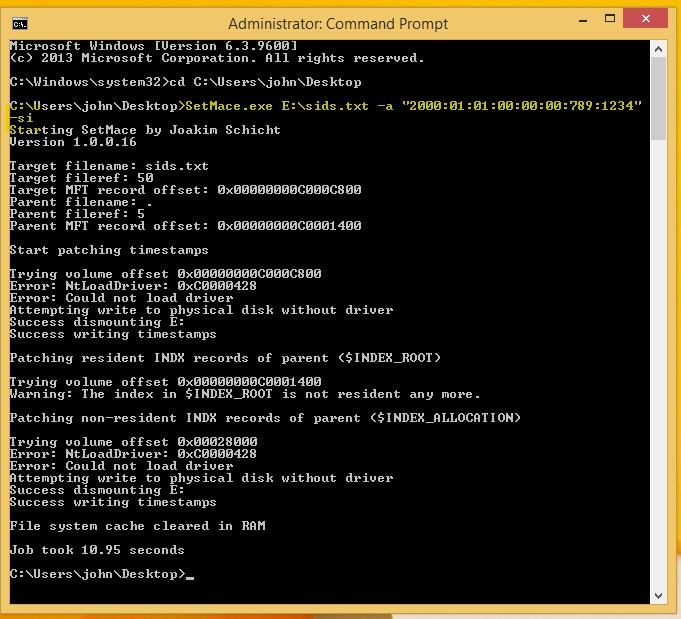 Administrator: Command Prompt
Microsoft Windows [Version 6.3.9600]
(c) 2013 Microsoft Corporation. All rights reserved.
C:\Windows\system32>cd C:\Users\john\Desktop
C:\Users\john\Desktop>SetMace.exe E:\sids.txt -a "2000:01:01:00:00:00:789:1234"
-si
Starting SetMace by Joakim Schicht
Version 1.0.0.16
Target filename: sids.txt
Target fileref: 50
Target MFT record offset: 0x00000000C000C800
Parent filename: .
Parent fileref: 5
Parent MFT record offset: 0x00000000C0001400
Start patching timestamps
Trying volume offset 0x00000000C000C800
Error: NtLoadDriver: 0xC0000428
Error: Could not load driver
Attempting write to physical disk without driver
Success dismounting E:
Success writing timestamps
Patching resident INDX records of parent ($INDEX_ROOT)
Trying volume offset 0x00000000C0001400
Warning: The index in $INDEX_ROOT is not resident any more.
Patching non-resident INDX records of parent ($INDEX_ALLOCATION)
Trying volume offset 0x00028000
Error: NtLoadDriver: 0xC0000428
Error: Could not load driver
Attempting write to physical disk without driver
Success dismounting E:
Success writing timestamps
File system cache cleared in RAM
Job took 10.95 seconds
C:\Users\john\Desktop>_